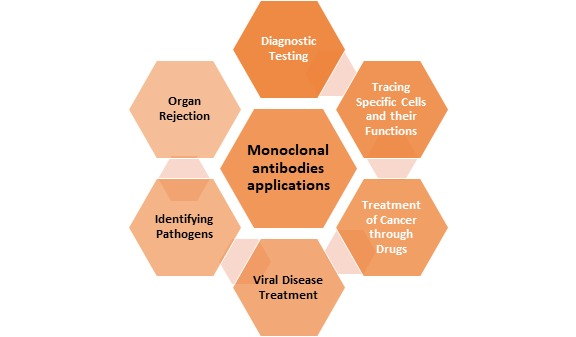 Diagnostic
Testing
Tracing
Specific Cells
and their
Functions
Treatment
of Cancer
through
Drugs
Viral Disease
Treatment
Identifying
Pathogens
Organ
Rejection
Monoclonal
antibodies
applications